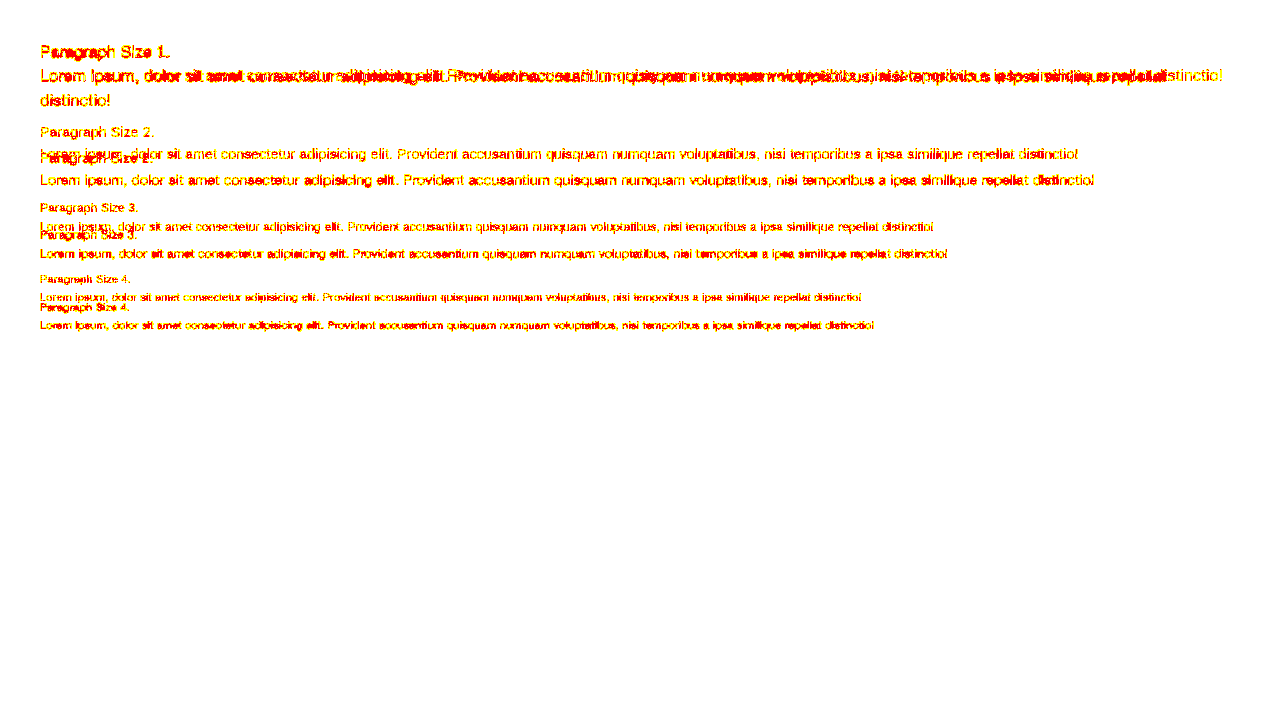 Paragraph Size 1.
Lorem ipsum, dolor sit amet consectetur adipisicing elit. Provident accusantium quisquam numquam voluptatibus, nisi temporibus a ipsa similique repellat distinctio!
distinctio!
Paragraph Size 2.
Lorem ipsum, dolor sit amet consectetur adipisicing elit. Provident accusantium quisquam numquam voluptatibus, nisi temporibus a ipsa similique repellat distinctio!
Paragraph Size 2.
Lorem ipsum, dolor sit amet consectetur adipisicing elit. Provident accusantium quisquam numquam voluptatibus, nisi temporibus a ipsa similique repellat distinctio!
Paragraph Size 3.
Lorem ipsum, dolor sit amet consectetur adipisicing elit. Provident accusantium quisquam numquam voluptatibus, nisi temporibus a ipsa similique repellat distinctio!
Paragraph Size 3.
Lorem ipsum, dolor sit amet consectetur adipisicing elit. Provident accusantium quisquam numquam voluptatibus, nisi temporibus a ipsa similique repellat distinctio!
Paragraph Size 4.
Lorem ipsum, dolor sit amet consectetur adipisicing elit. Provident accusantium quisquam numquam voluptatibus, nisi temporibus a ipsa similique repellat distinctio!
Paragraph Size 4.
Lorem ipsum, dolor sit amet consectetur adipisicing elit. Provident accusantium quisquam numquam voluptatibus, nisi temporibus a ipsa similique repellat distinctio!